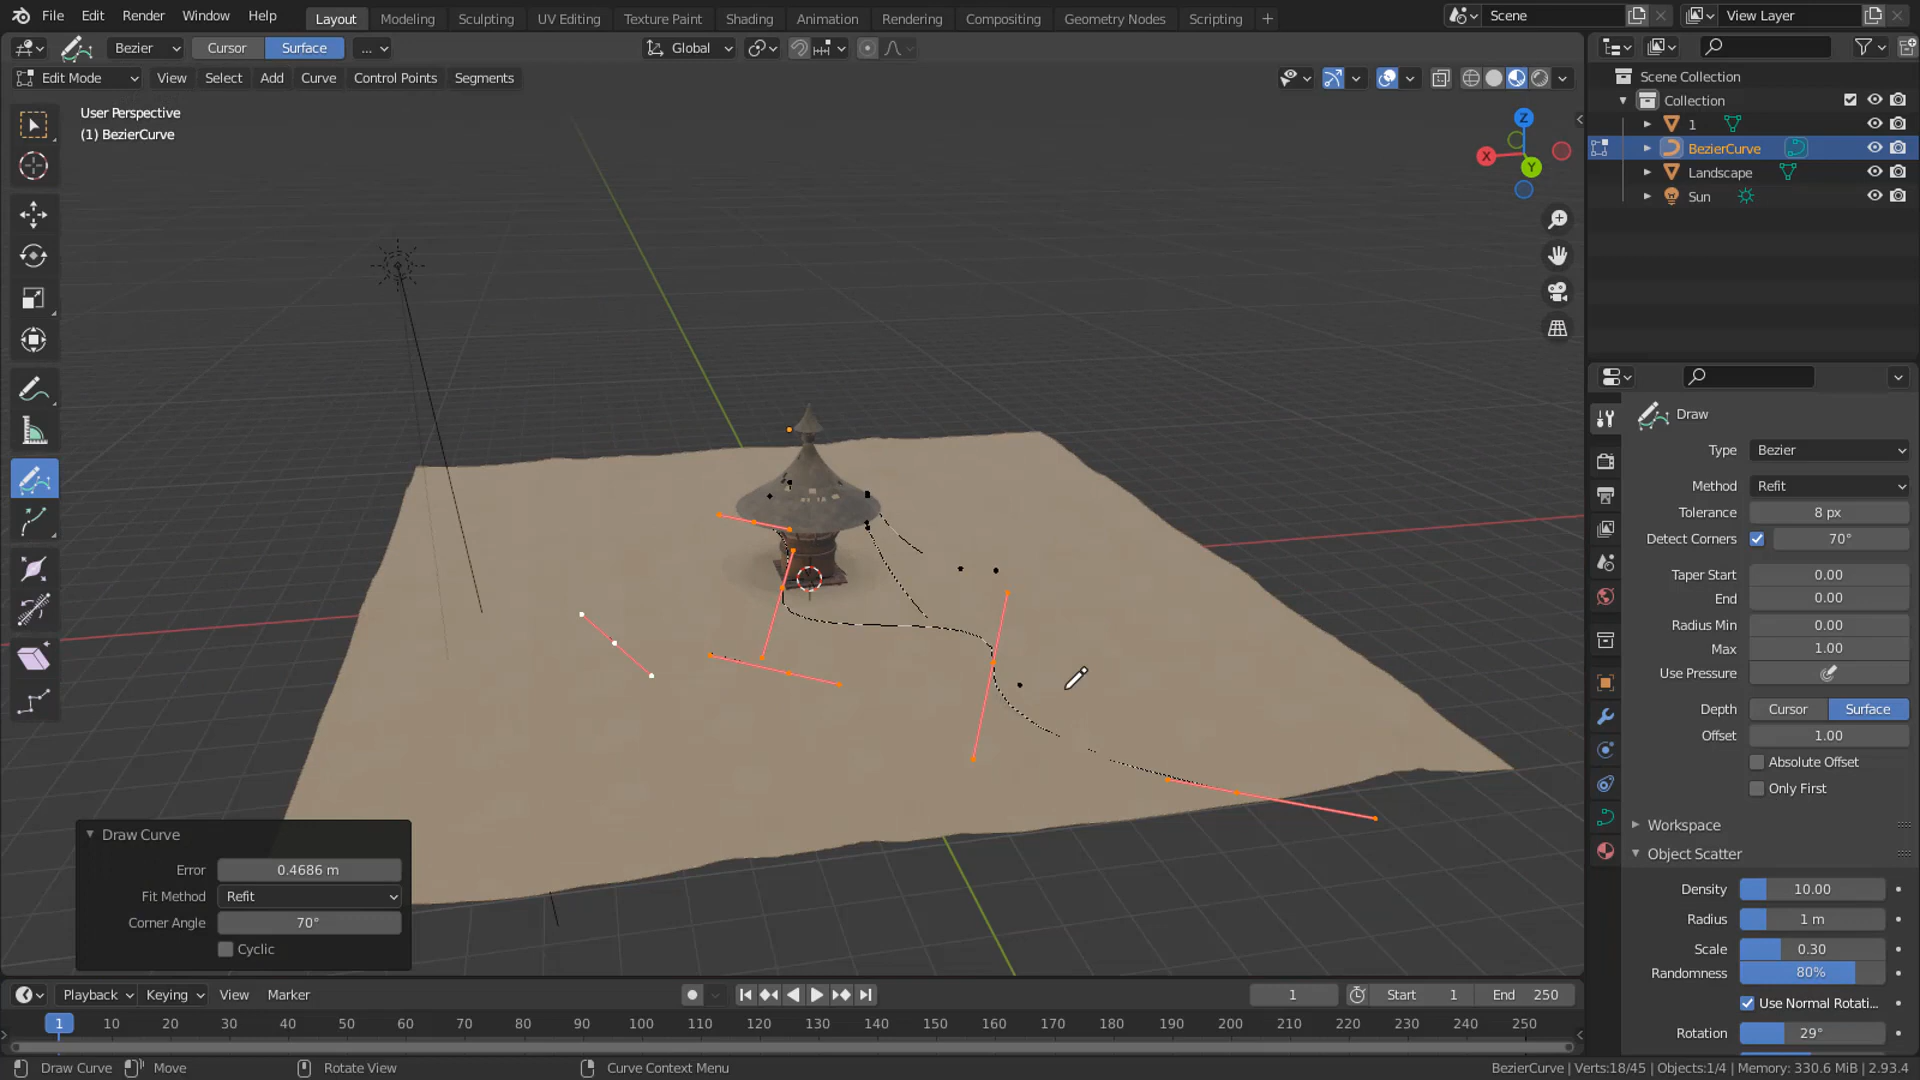 File Edit Render Window Help Layout Modeling Sculpting UV Editing Texture Paint Shading Animation Rendering Compositing Geometry Nodes Scripting + Scene View Layer
Bezier Cursor Surface ... Global
Edit Mode View Select Add Curve Control Points Segments
User Perspective
(1) BezierCurve
Z
X
Y
Scene Collection
Collection
1
BezierCurve
Landscape
Sun
Draw
Type Bezier
Method Refit
Tolerance 8 px
Detect Corners 70°
Taper Start 0.00
End 0.00
Radius Min 0.00
Max 1.00
Use Pressure
Depth Cursor Surface
Offset 1.00
Absolute Offset
Only First
Workspace
Object Scatter
Density 10.00
Radius 1 m
Scale 0.30
Randomness 80%
Use Normal Rotati...
Rotation 29°
Draw Curve
Error 0.4686 m
Fit Method Refit
Corner Angle 70°
Cyclic
Playback Keying View Marker 1 Start 1 End 250
1 10 20 30 40 50 60 70 80 90 100 110 120 130 140 150 160 170 180 190 200 210 220 230 240 250
Draw Curve Move Rotate View Curve Context Menu BezierCurve | Verts:18/45 | Objects:1/4 | Memory: 330.6 MiB | 2.93.4